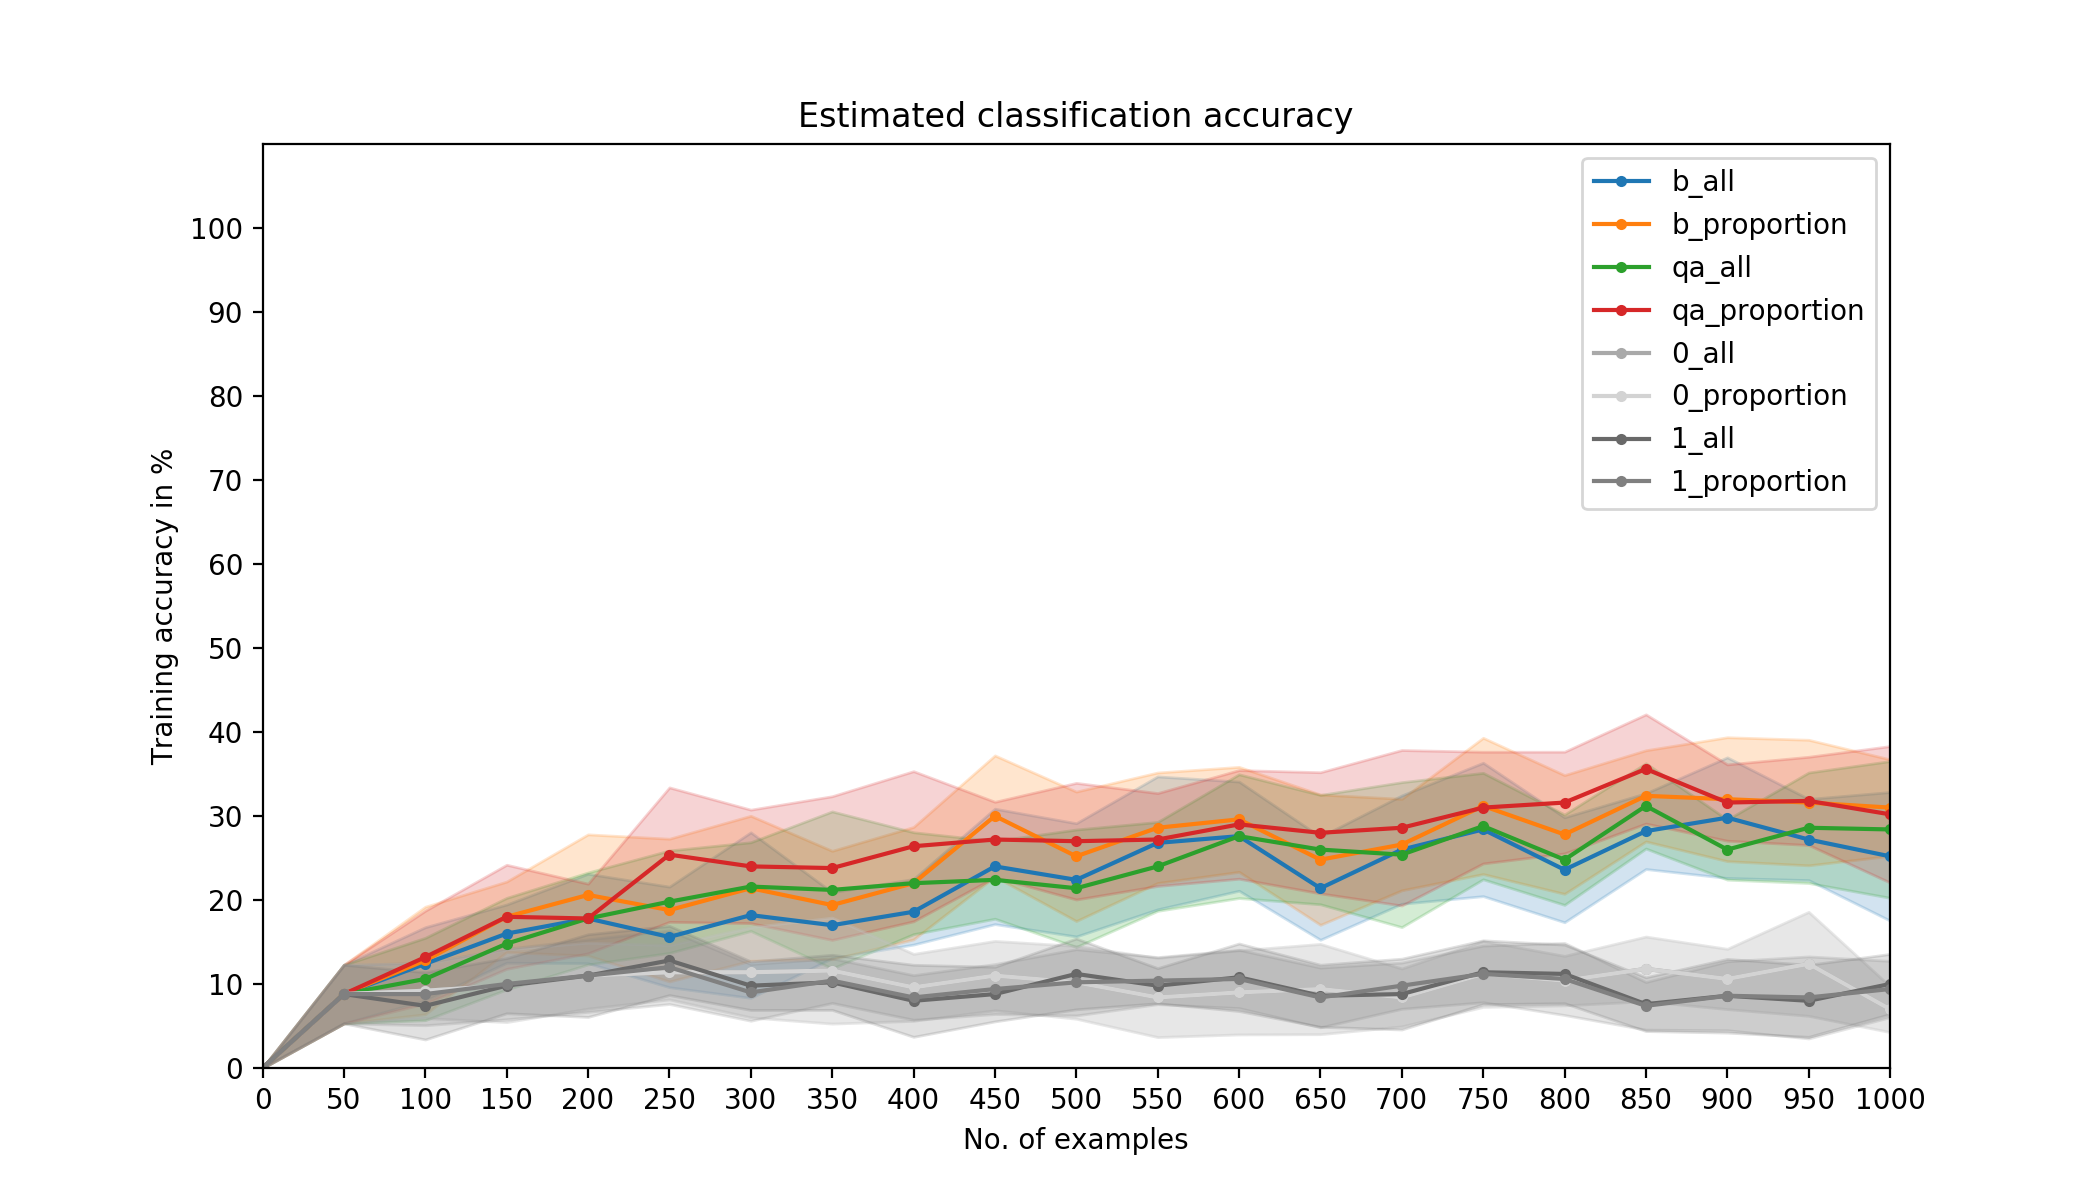 Estimated classification accuracy
b_all
b_proportion
qa_all
qa_proportion
0_all
0_proportion
1_all
1_proportion
Training accuracy in %
100
90
80
70
60
50
40
30
20
10
0
0 50 100 150 200 250 300 350 400 450 500 550 600 650 700 750 800 850 900 950 1000
No. of examples